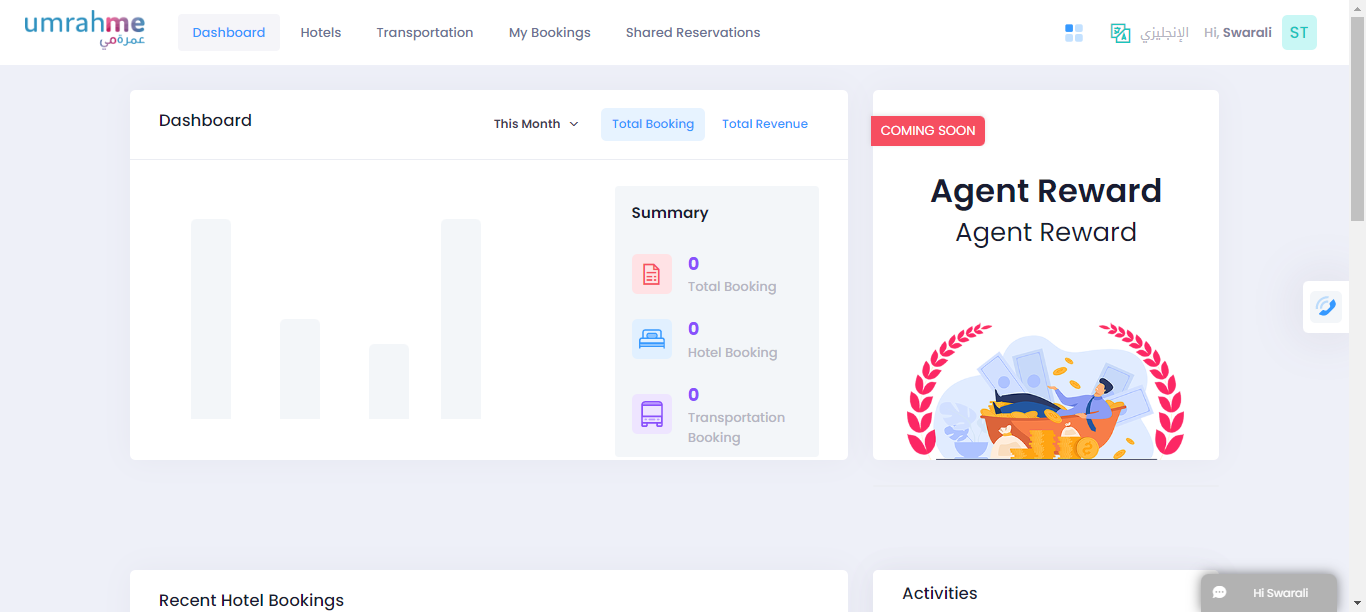 umrahme
عمرةمي
Dashboard
Hotels
Transportation
My Bookings
Shared Reservations
الإنجليزي
Hi, Swarali
ST
Dashboard
This Month
Total Booking
Total Revenue
Summary
0
Total Booking
0
Hotel Booking
0
Transportation
Booking
COMING SOON
Agent Reward
Agent Reward
Recent Hotel Bookings
Activities
Hi Swarali